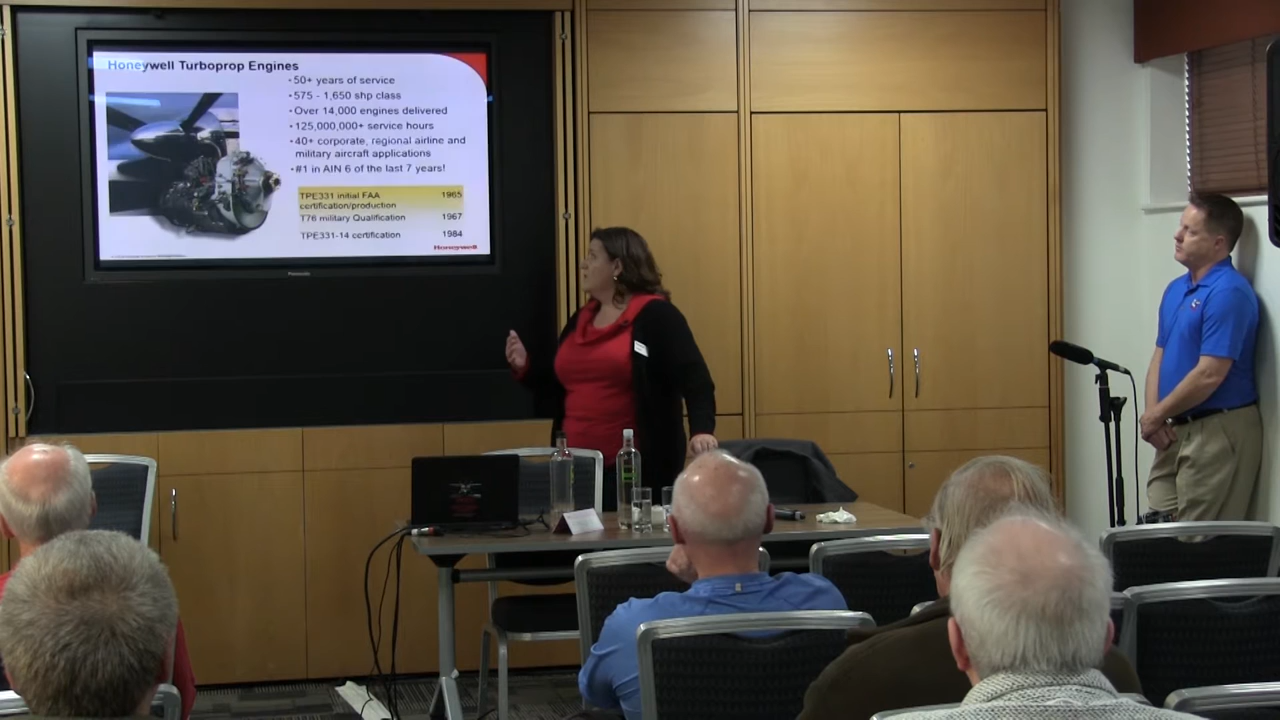 Honeywell Turboprop Engines
• 50+ years of service
• 575 - 1,650 shp class
• Over 14,000 engines delivered
• 125,000,000+ service hours
• 40+ corporate, regional airline and
military aircraft applications
• #1 in AIN 6 of the last 7 years!
TPE331 initial FAA 1965
certification/production
T76 military Qualification 1967
TPE331-14 certification 1984
Honeywell
Panasonic